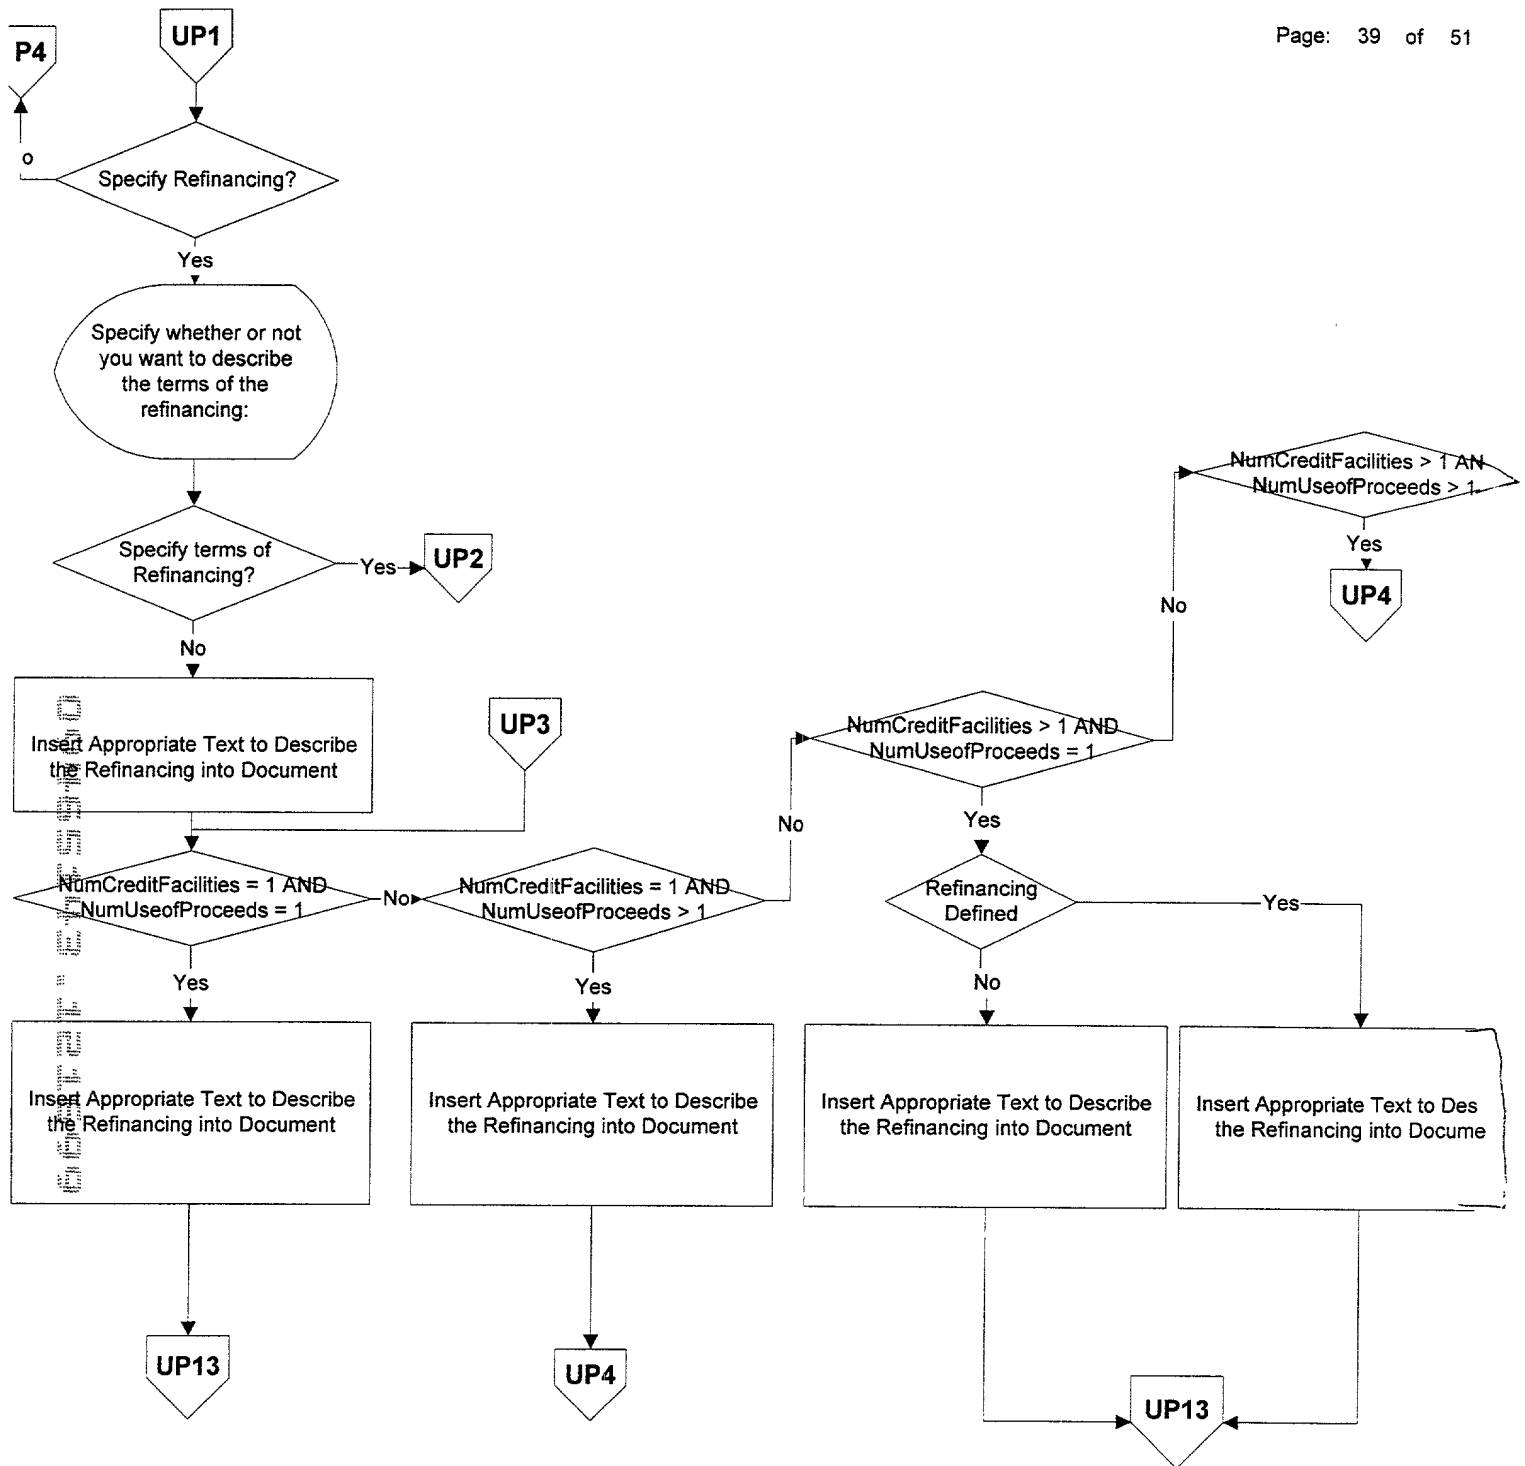 Page: 39 of 51
P4
UP1
o
Specify Refinancing?
Yes
Specify whether or not
you want to describe
the terms of the
refinancing:
Specify terms of
Refinancing?
Yes
UP2
No
NumCreditFacilities > 1 AN
NumUseofProceeds > 1
Yes
UP4
No
Insert Appropriate Text to Describe
the Refinancing into Document
UP3
NumCreditFacilities > 1 AND
NumUseofProceeds = 1
No
Yes
NumCreditFacilities = 1 AND
NumUseofProceeds = 1
No
NumCreditFacilities = 1 AND
NumUseofProceeds > 1
Refinancing
Defined
Yes
Yes
Yes
No
Insert Appropriate Text to Describe
the Refinancing into Document
Insert Appropriate Text to Describe
the Refinancing into Document
Insert Appropriate Text to Describe
the Refinancing into Document
Insert Appropriate Text to Des
the Refinancing into Docume
UP13
UP4
UP13